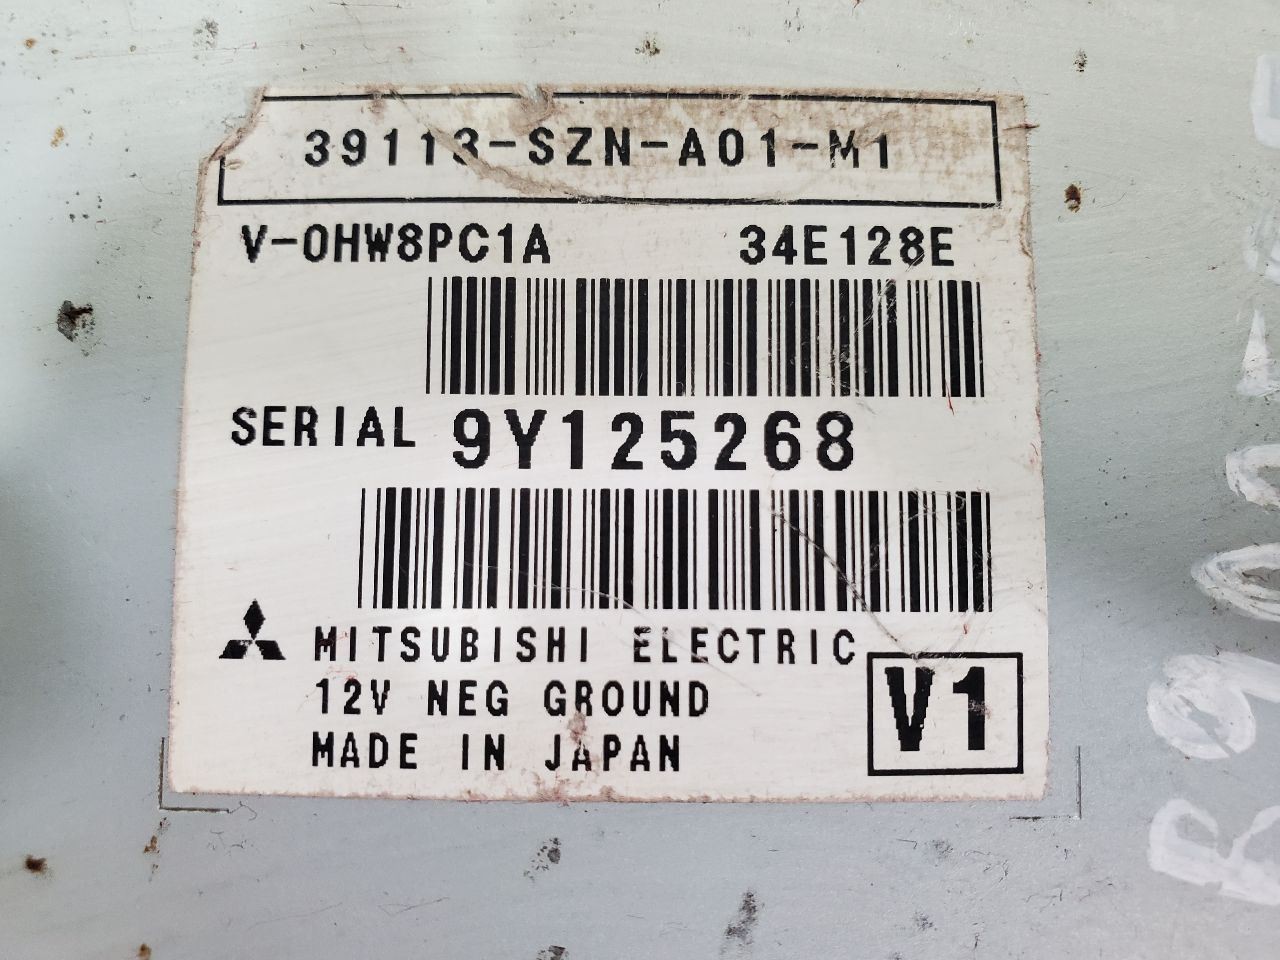 39113-SZN-A01-M1
V-0HW8PC1A 34E128E
SERIAL 9Y125268
MITSUBISHI ELECTRIC
12V NEG GROUND
MADE IN JAPAN
V1